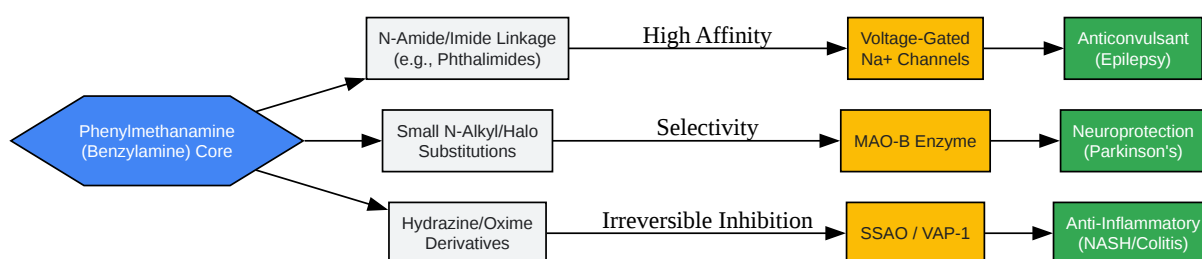 Phenylmethanamine
(Benzylamine) Core
N-Amide/Imide Linkage
(e.g., Phthalimides)
High Affinity
Voltage-Gated
Na+ Channels
Anticonvulsant
(Epilepsy)
Small N-Alkyl/Halo
Substitutions
Selectivity
MAO-B Enzyme
Neuroprotection
(Parkinson's)
Hydrazine/Oxime
Derivatives
Irreversible Inhibition
SSAO / VAP-1
Anti-Inflammatory
(NASH/Colitis)